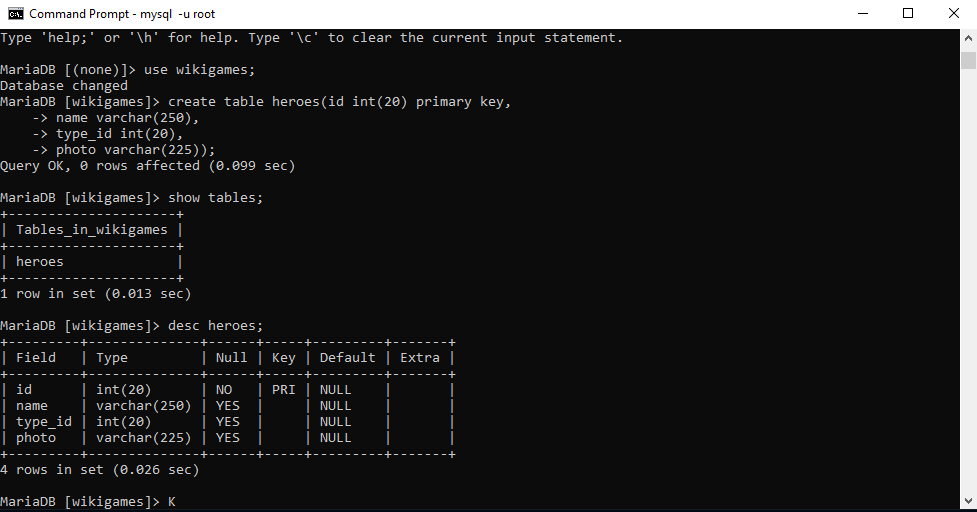 Command Prompt - mysql  -u root
Type 'help;' or '\h' for help. Type '\c' to clear the current input statement.
MariaDB [(none)]> use wikigames;
Database changed
MariaDB [wikigames]> create table heroes(id int(20) primary key,
    -> name varchar(250),
    -> type_id int(20),
    -> photo varchar(225));
Query OK, 0 rows affected (0.099 sec)
MariaDB [wikigames]> show tables;
+---------------------+
| Tables_in_wikigames |
+---------------------+
| heroes              |
+---------------------+
1 row in set (0.013 sec)
MariaDB [wikigames]> desc heroes;
+---------+--------------+------+-----+---------+-------+
| Field   | Type         | Null | Key | Default | Extra |
+---------+--------------+------+-----+---------+-------+
| id      | int(20)      | NO   | PRI | NULL    |       |
| name    | varchar(250) | YES  |     | NULL    |       |
| type_id | int(20)      | YES  |     | NULL    |       |
| photo   | varchar(225) | YES  |     | NULL    |       |
+---------+--------------+------+-----+---------+-------+
4 rows in set (0.026 sec)
MariaDB [wikigames]> K